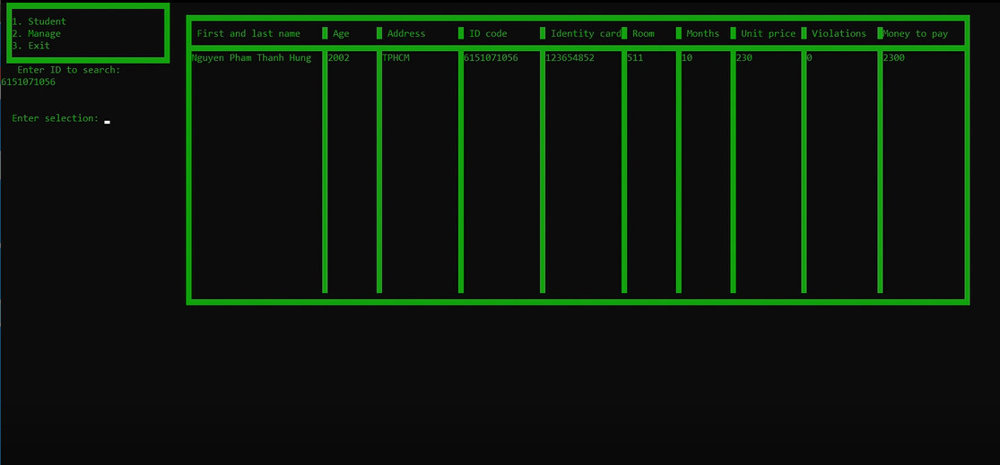 1. Student
2. Manage
3. Exit
Enter ID to search:
6151071056
Enter selection:
First and last name Age Address ID code Identity card Room Months Unit price Violations Money to pay
Nguyen Pham Thanh Hung 2002 TPHCM 6151071056 123654852 511 10 230 0 2300